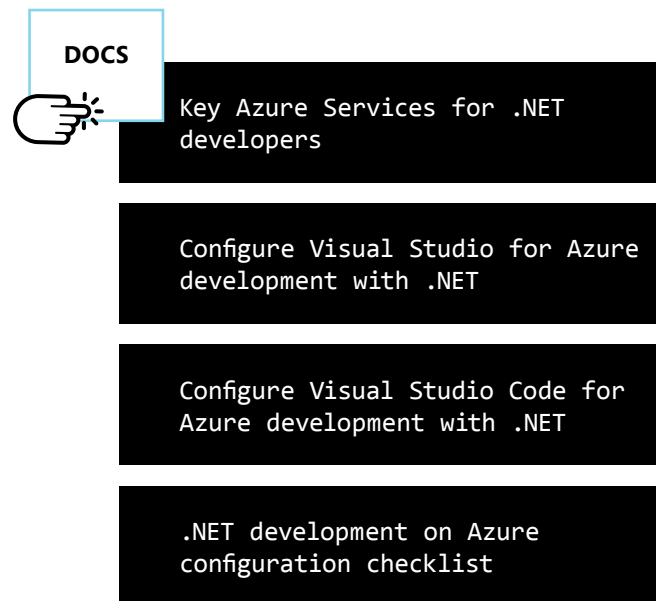 DOCS
Key Azure Services for .NET
developers
Configure Visual Studio for Azure
development with .NET
Configure Visual Studio Code for
Azure development with .NET
.NET development on Azure
configuration checklist